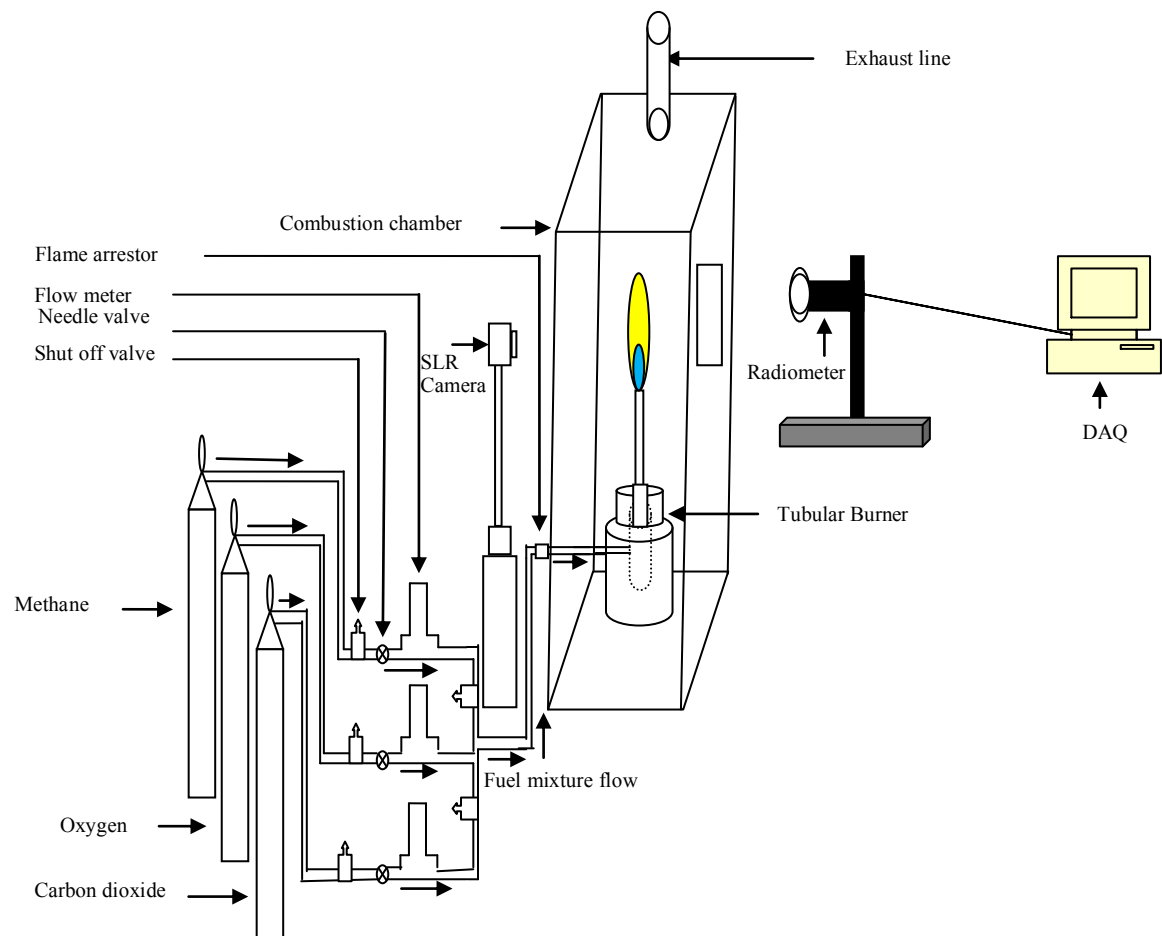 Exhaust line
Combustion chamber
Flame arrestor
Flow meter
Needle valve
Shut off valve
SLR
Camera
Radiometer
DAQ
Tubular Burner
Methane
Fuel mixture flow
Oxygen
Carbon dioxide